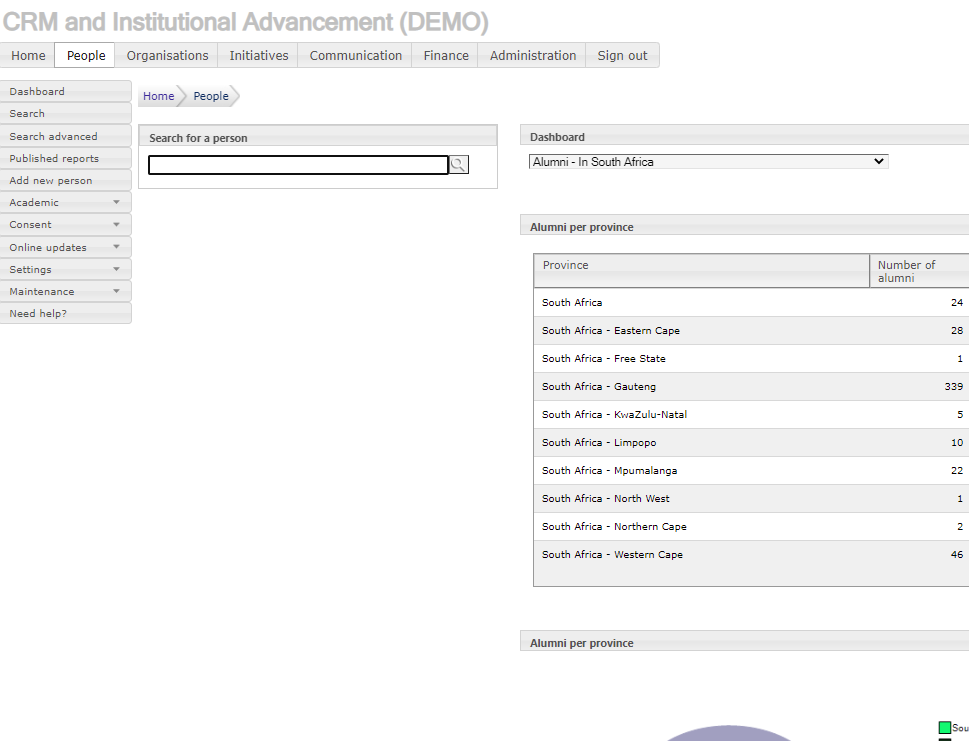 CRM and Institutional Advancement (DEMO)
Home People Organisations Initiatives Communication Finance Administration Sign out
Dashboard
Search
Search advanced
Published reports
Add new person
Academic
Consent
Online updates
Settings
Maintenance
Need help?
Home People
Search for a person
Dashboard
Alumni - In South Africa
Alumni per province
Province Number of
alumni
South Africa 24
South Africa - Eastern Cape 28
South Africa - Free State 1
South Africa - Gauteng 339
South Africa - KwaZulu-Natal 5
South Africa - Limpopo 10
South Africa - Mpumalanga 22
South Africa - North West 1
South Africa - Northern Cape 2
South Africa - Western Cape 46
Alumni per province
Sou